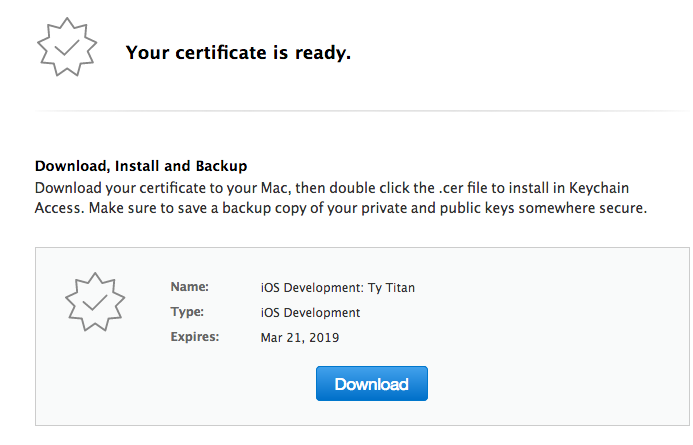 Your certificate is ready.
Download, Install and Backup
Download your certificate to your Mac, then double click the .cer file to install in Keychain
Access. Make sure to save a backup copy of your private and public keys somewhere secure.
Name: iOS Development: Ty Titan
Type: iOS Development
Expires: Mar 21, 2019
Download